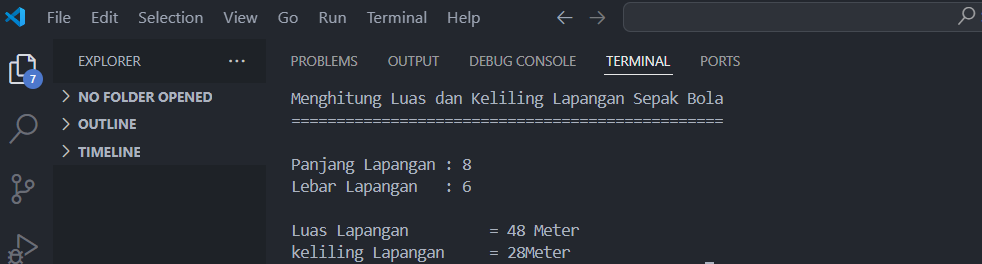 File Edit Selection View Go Run Terminal Help
EXPLORER
7
NO FOLDER OPENED
OUTLINE
TIMELINE
PROBLEMS OUTPUT DEBUG CONSOLE TERMINAL PORTS
Menghitung Luas dan Keliling Lapangan Sepak Bola
================================================
Panjang Lapangan : 8
Lebar Lapangan : 6
Luas Lapangan = 48 Meter
keliling Lapangan = 28Meter